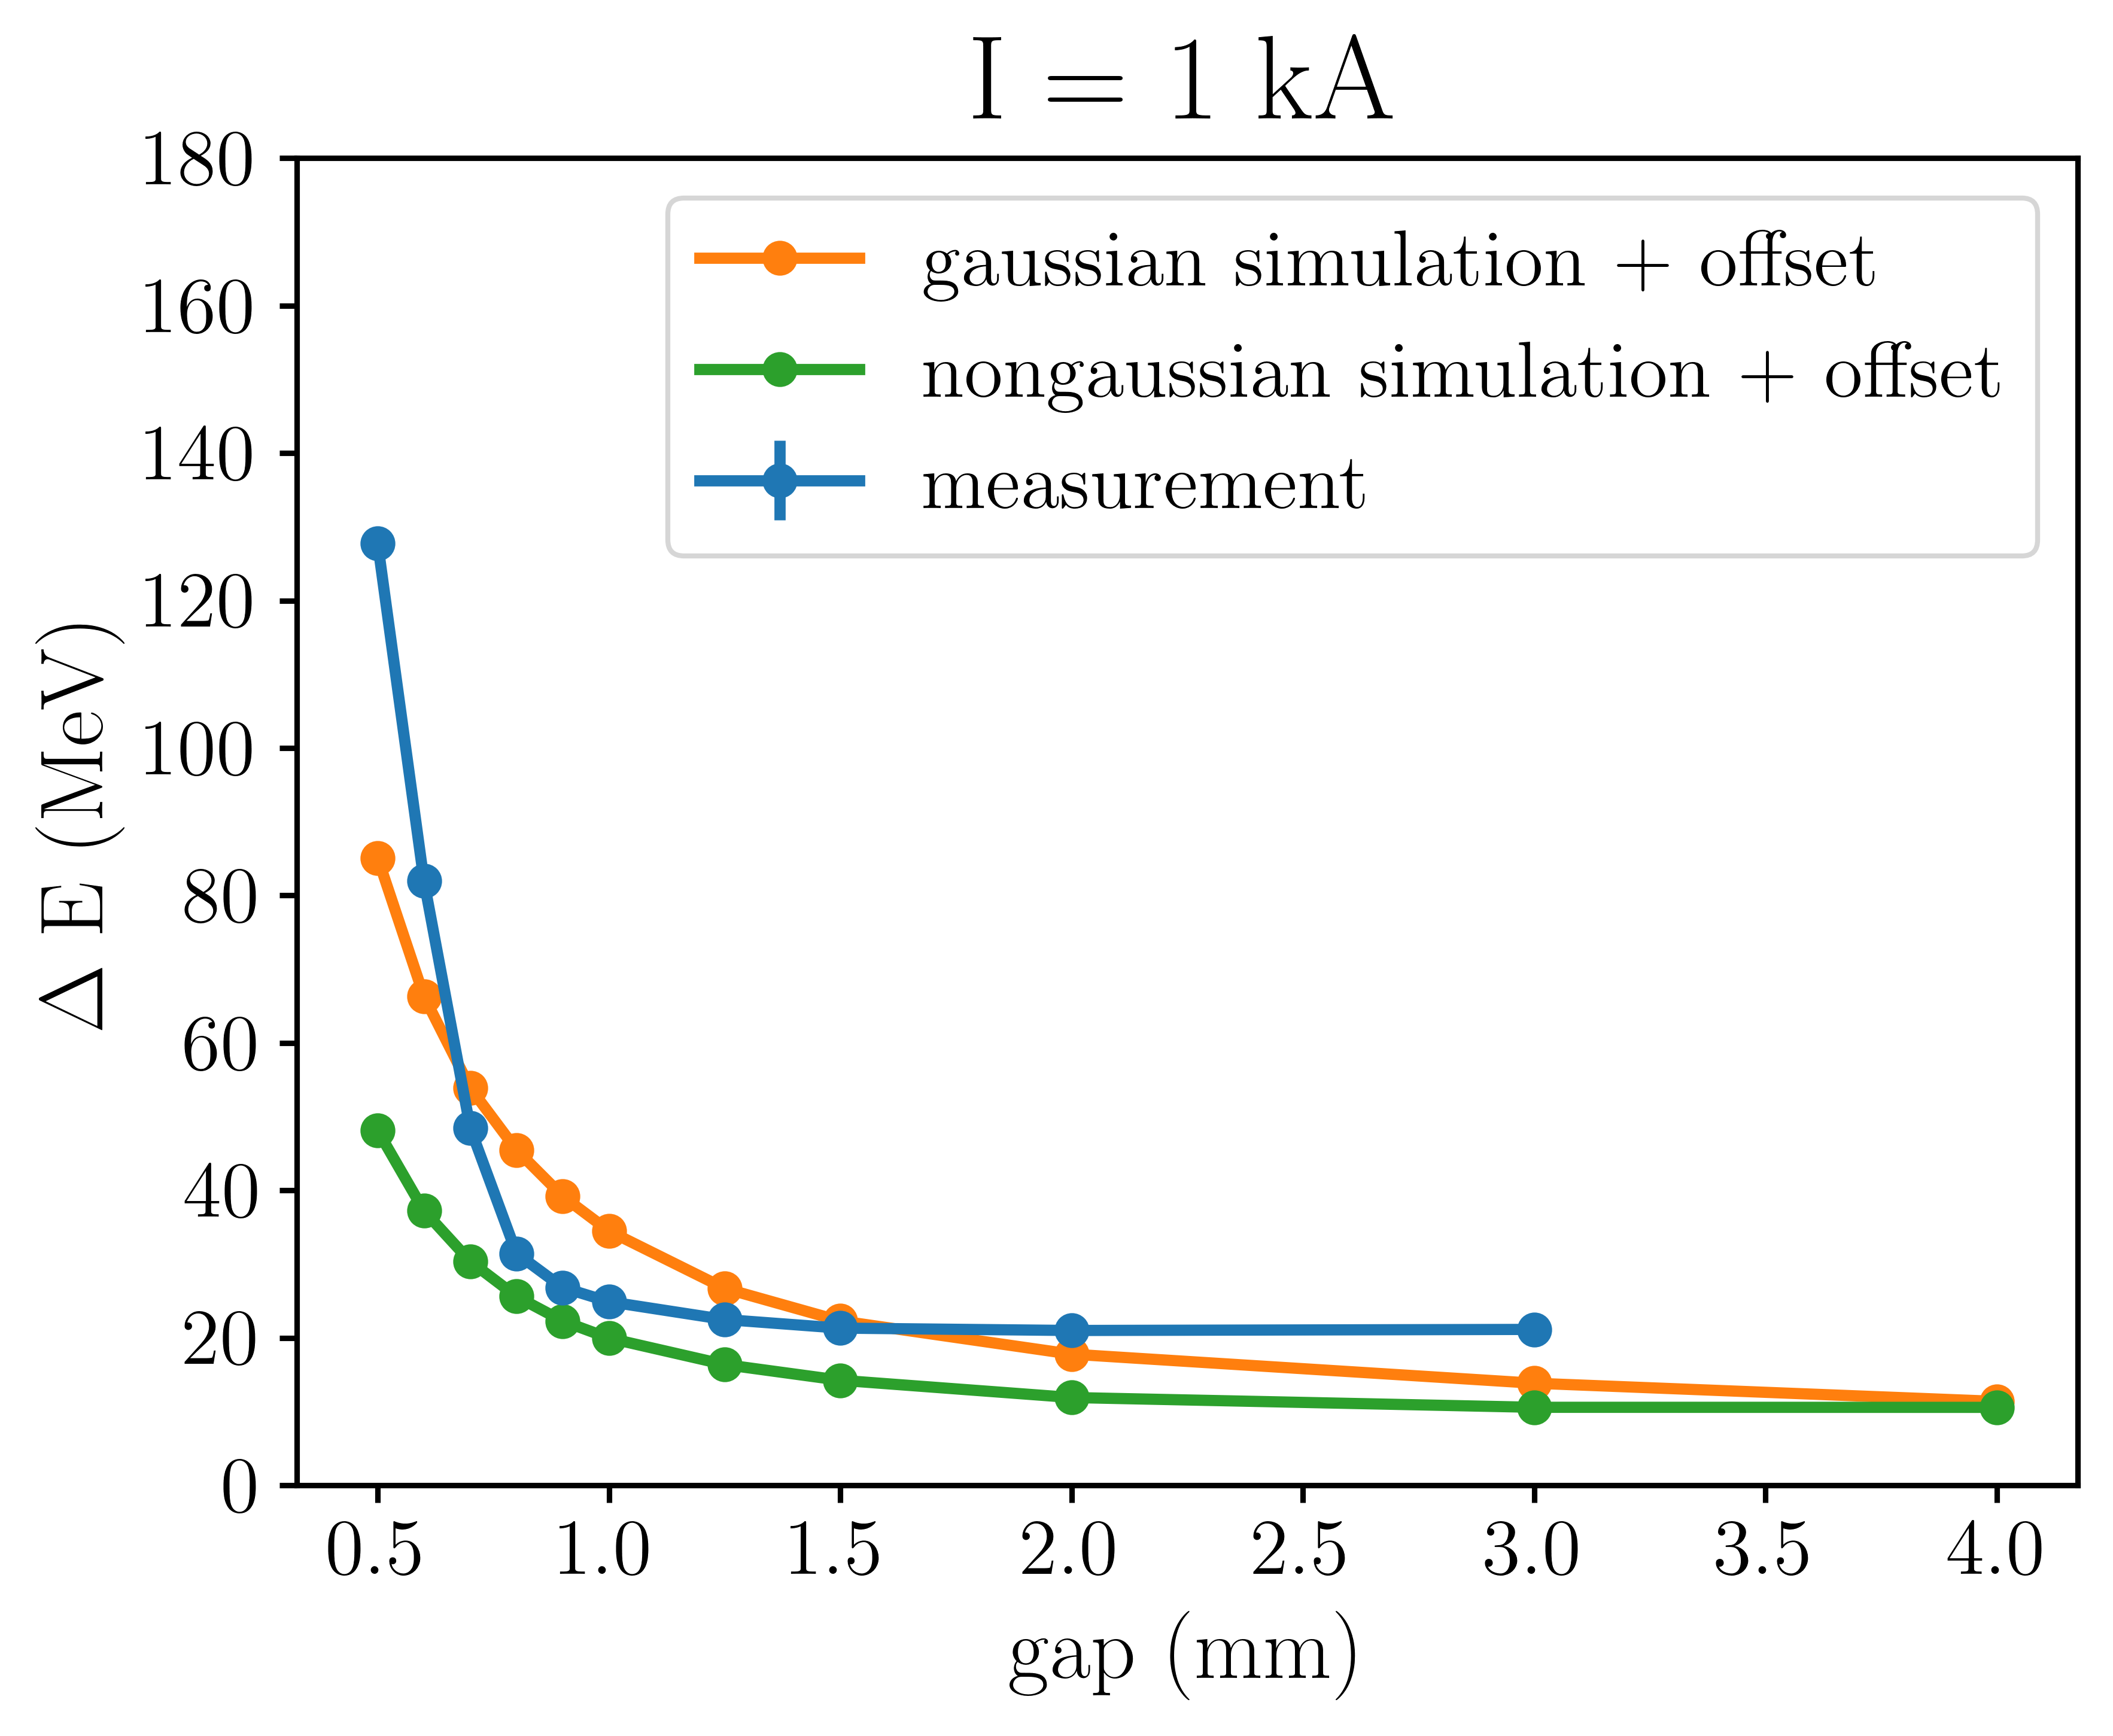 I = 1 kA
180
160
140
120
100
80
60
40
20
0
Δ E (MeV)
gaussian simulation + offset
nongaussian simulation + offset
measurement
0.5 1.0 1.5 2.0 2.5 3.0 3.5 4.0
gap (mm)